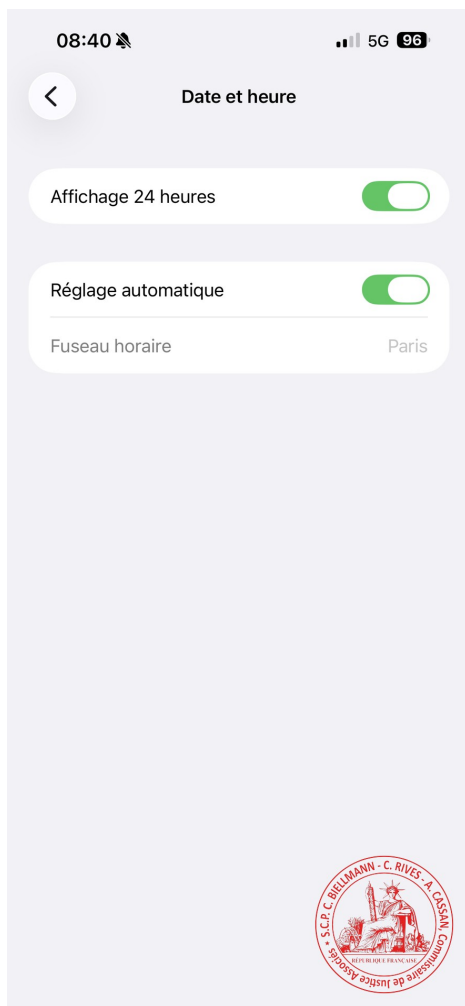 08:40 5G 96
Date et heure
Affichage 24 heures
Réglage automatique
Fuseau horaire Paris
S.C.P. C. BIELLMANN - C. RIVES - A. CASSAN, Commissaire de Justice Associés *
RÉPUBLIQUE FRANÇAISE